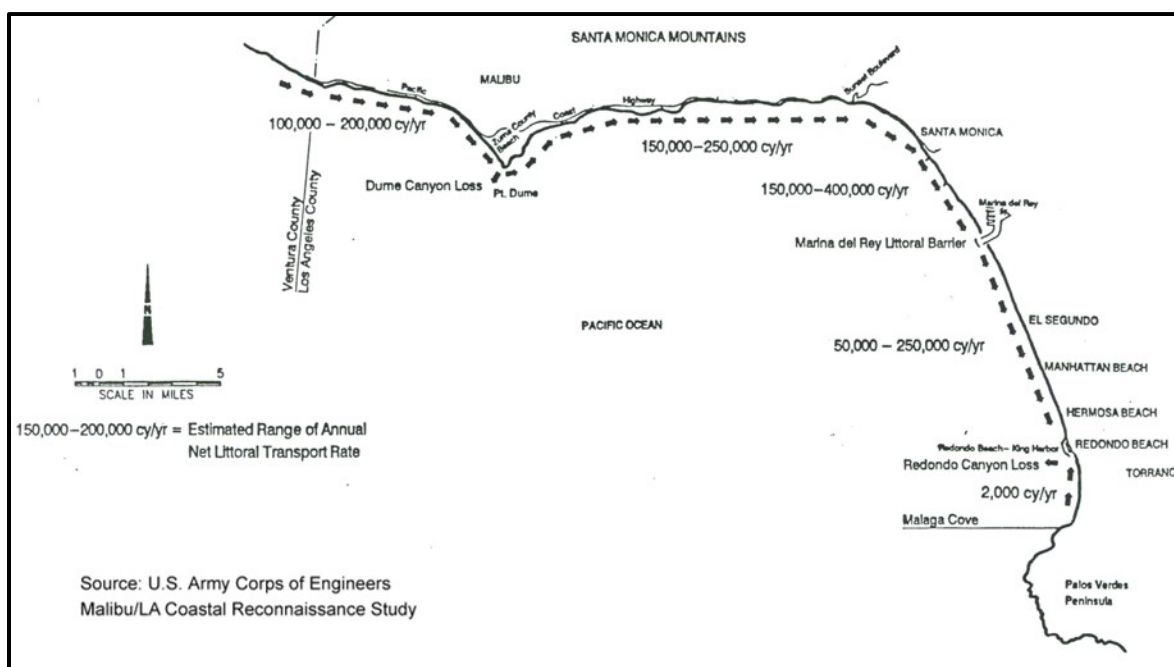 SANTA MONICA MOUNTAINS
MALIBU
Sunset Boulevard
Pacific
Coast
Highway
Zuma County
Beach
100,000 – 200,000 cy/yr
150,000–250,000 cy/yr
SANTA MONICA
Dume Canyon Loss
Pt. Dume
150,000–400,000 cy/yr
Marina del Rey
Marina del Rey Littoral Barrier
Ventura County
Los Angeles County
N
PACIFIC OCEAN
EL SEGUNDO
50,000 – 250,000 cy/yr
MANHATTAN BEACH
1 0 1 5
SCALE IN MILES
HERMOSA BEACH
150,000–200,000 cy/yr = Estimated Range of Annual
Net Littoral Transport Rate
Redondo Beach– King Harbor
REDONDO BEACH
Redondo Canyon Loss
TORRANC
2,000 cy/yr
Malaga Cove
Source: U.S. Army Corps of Engineers
Malibu/LA Coastal Reconnaissance Study
Palos Verdes
Peninsula